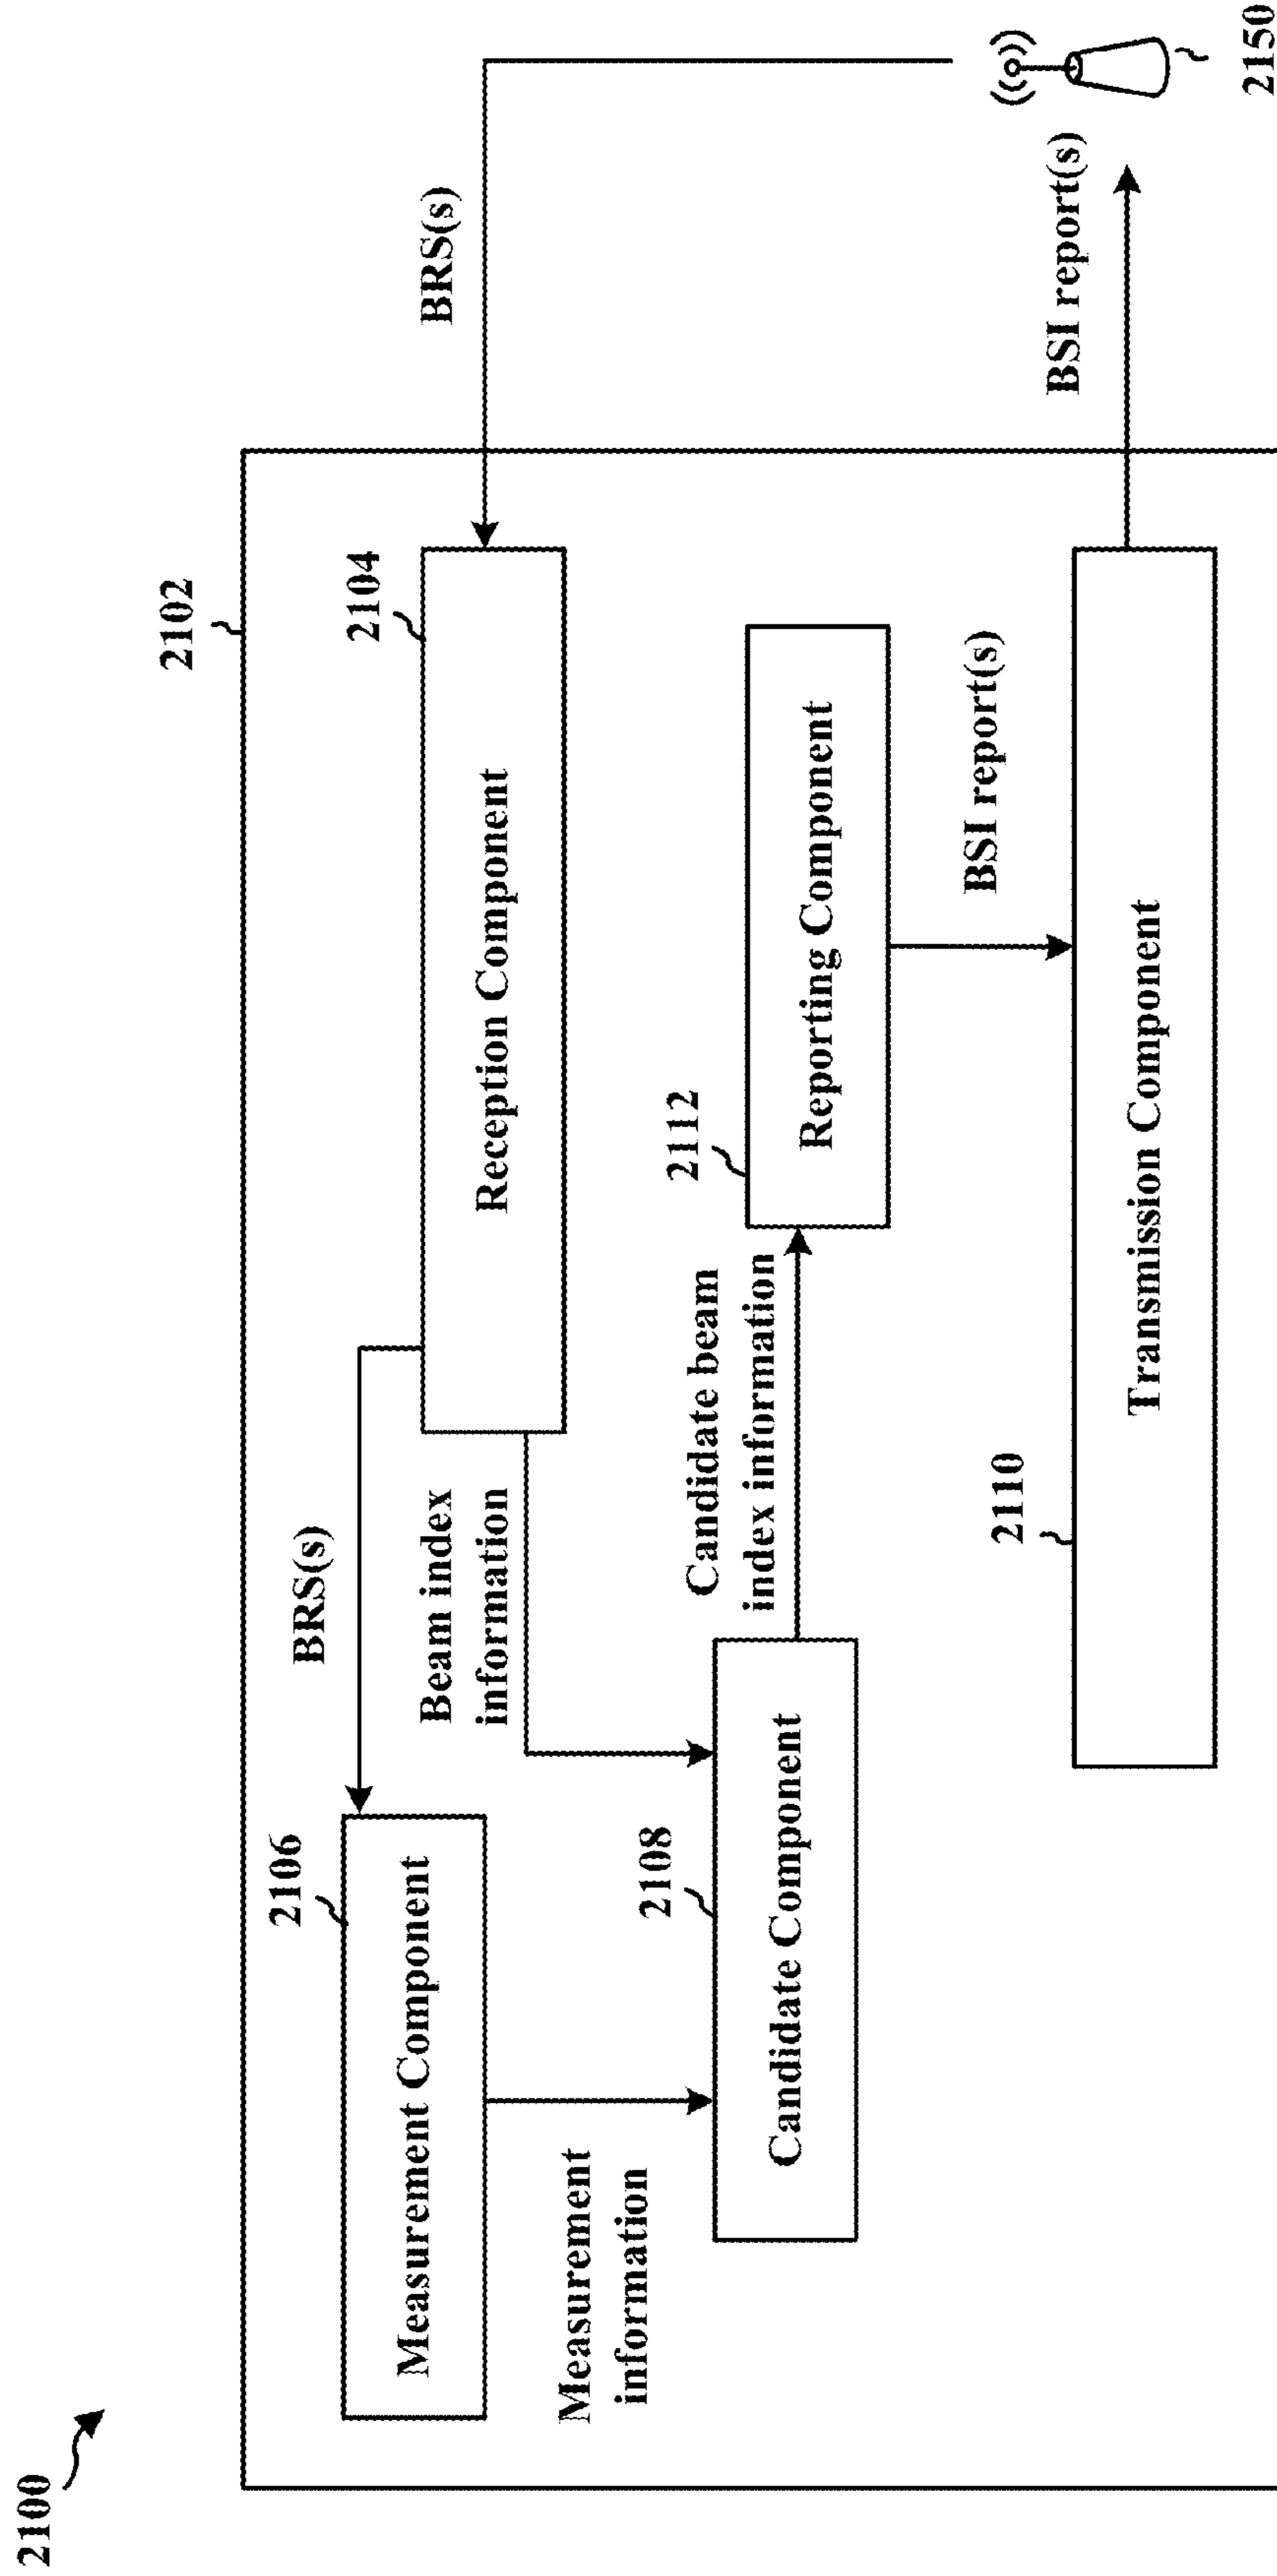 2100
2102
2104
Reception Component
BRS(s)
2106
Measurement Component
BRS(s)
Beam index
information
Measurement
information
2108
Candidate Component
Candidate beam
index information
2112
Reporting Component
BSI report(s)
2110
Transmission Component
BSI report(s)
2150